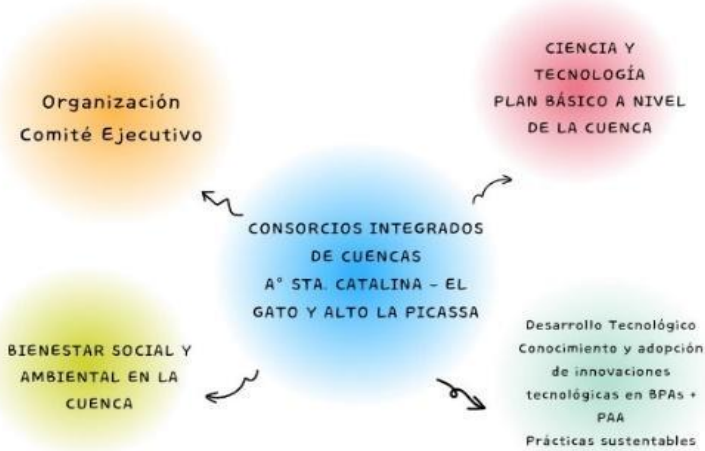 Organización
Comité Ejecutivo
CIENCIA Y
TECNOLOGÍA
PLAN BÁSICO A NIVEL
DE LA CUENCA
CONSORCIOS INTEGRADOS
DE CUENCAS
A° STA. CATALINA - EL
GATO Y ALTO LA PICASSA
BIENESTAR SOCIAL Y
AMBIENTAL EN LA
CUENCA
Desarrollo Tecnológico
Conocimiento y adopción
de innovaciones
tecnológicas en BPAs +
PAA
Prácticas sustentables